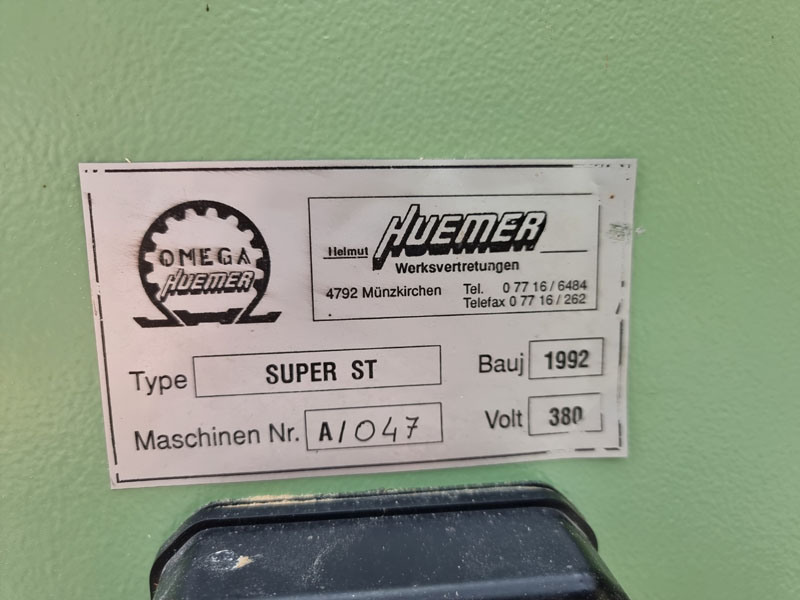 OMEGA
HUEMER
Helmut HUEMER
Werksvertretungen
4792 Münzkirchen Tel. 0 77 16 / 6484
Telefax 0 77 16 / 262
Type SUPER ST Bauj 1992
Maschinen Nr. A/047 Volt 380